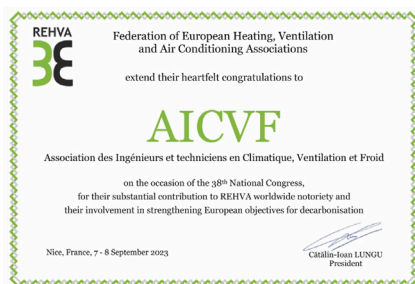 REHVA
Federation of European Heating, Ventilation
and Air Conditioning Associations
extend their heartfelt congratulations to
AICVF
Association des Ingénieurs et techniciens en Climatique, Ventilation et Froid
on the occasion of the 38th National Congress,
for their substantial contribution to REHVA worldwide notoriety and
their involvement in strengthening European objectives for decarbonisation
Nice, France, 7 - 8 September 2023
Cătălin-Ioan LUNGU
President